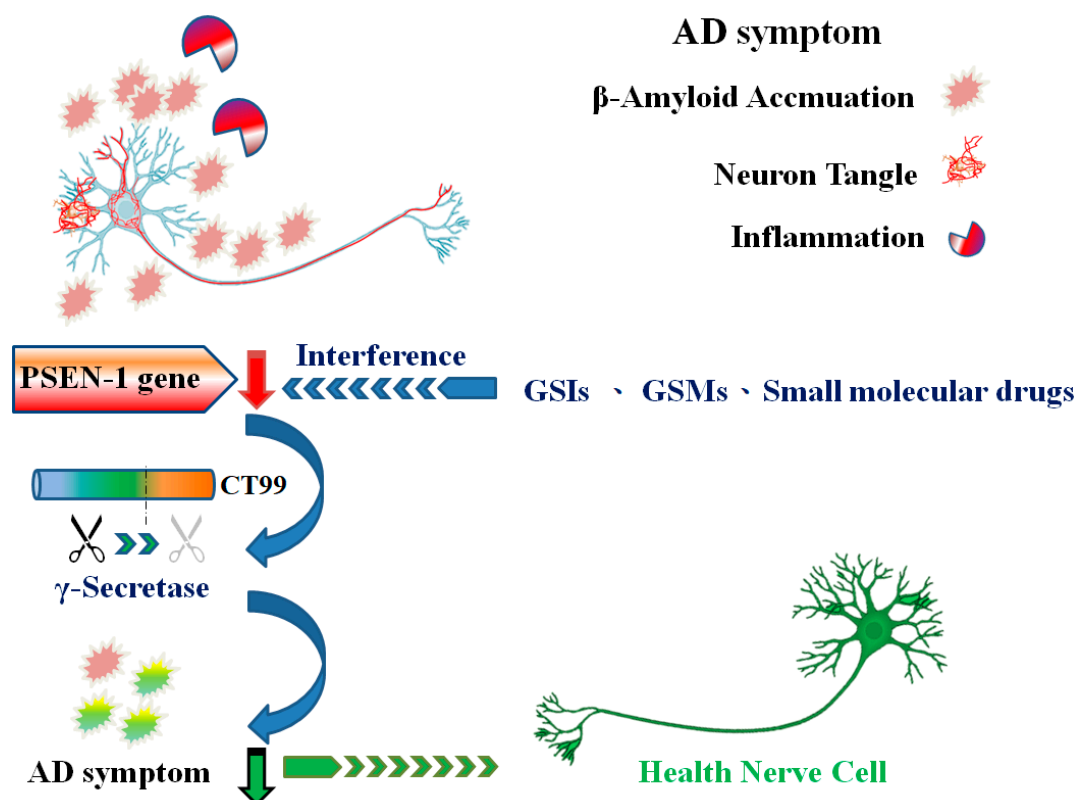 AD symptom
β-Amyloid Accmuation
Neuron Tangle
Inflammation
PSEN-1 gene
Interference
GSIs 、 GSMs、Small molecular drugs
CT99
γ-Secretase
AD symptom
Health Nerve Cell